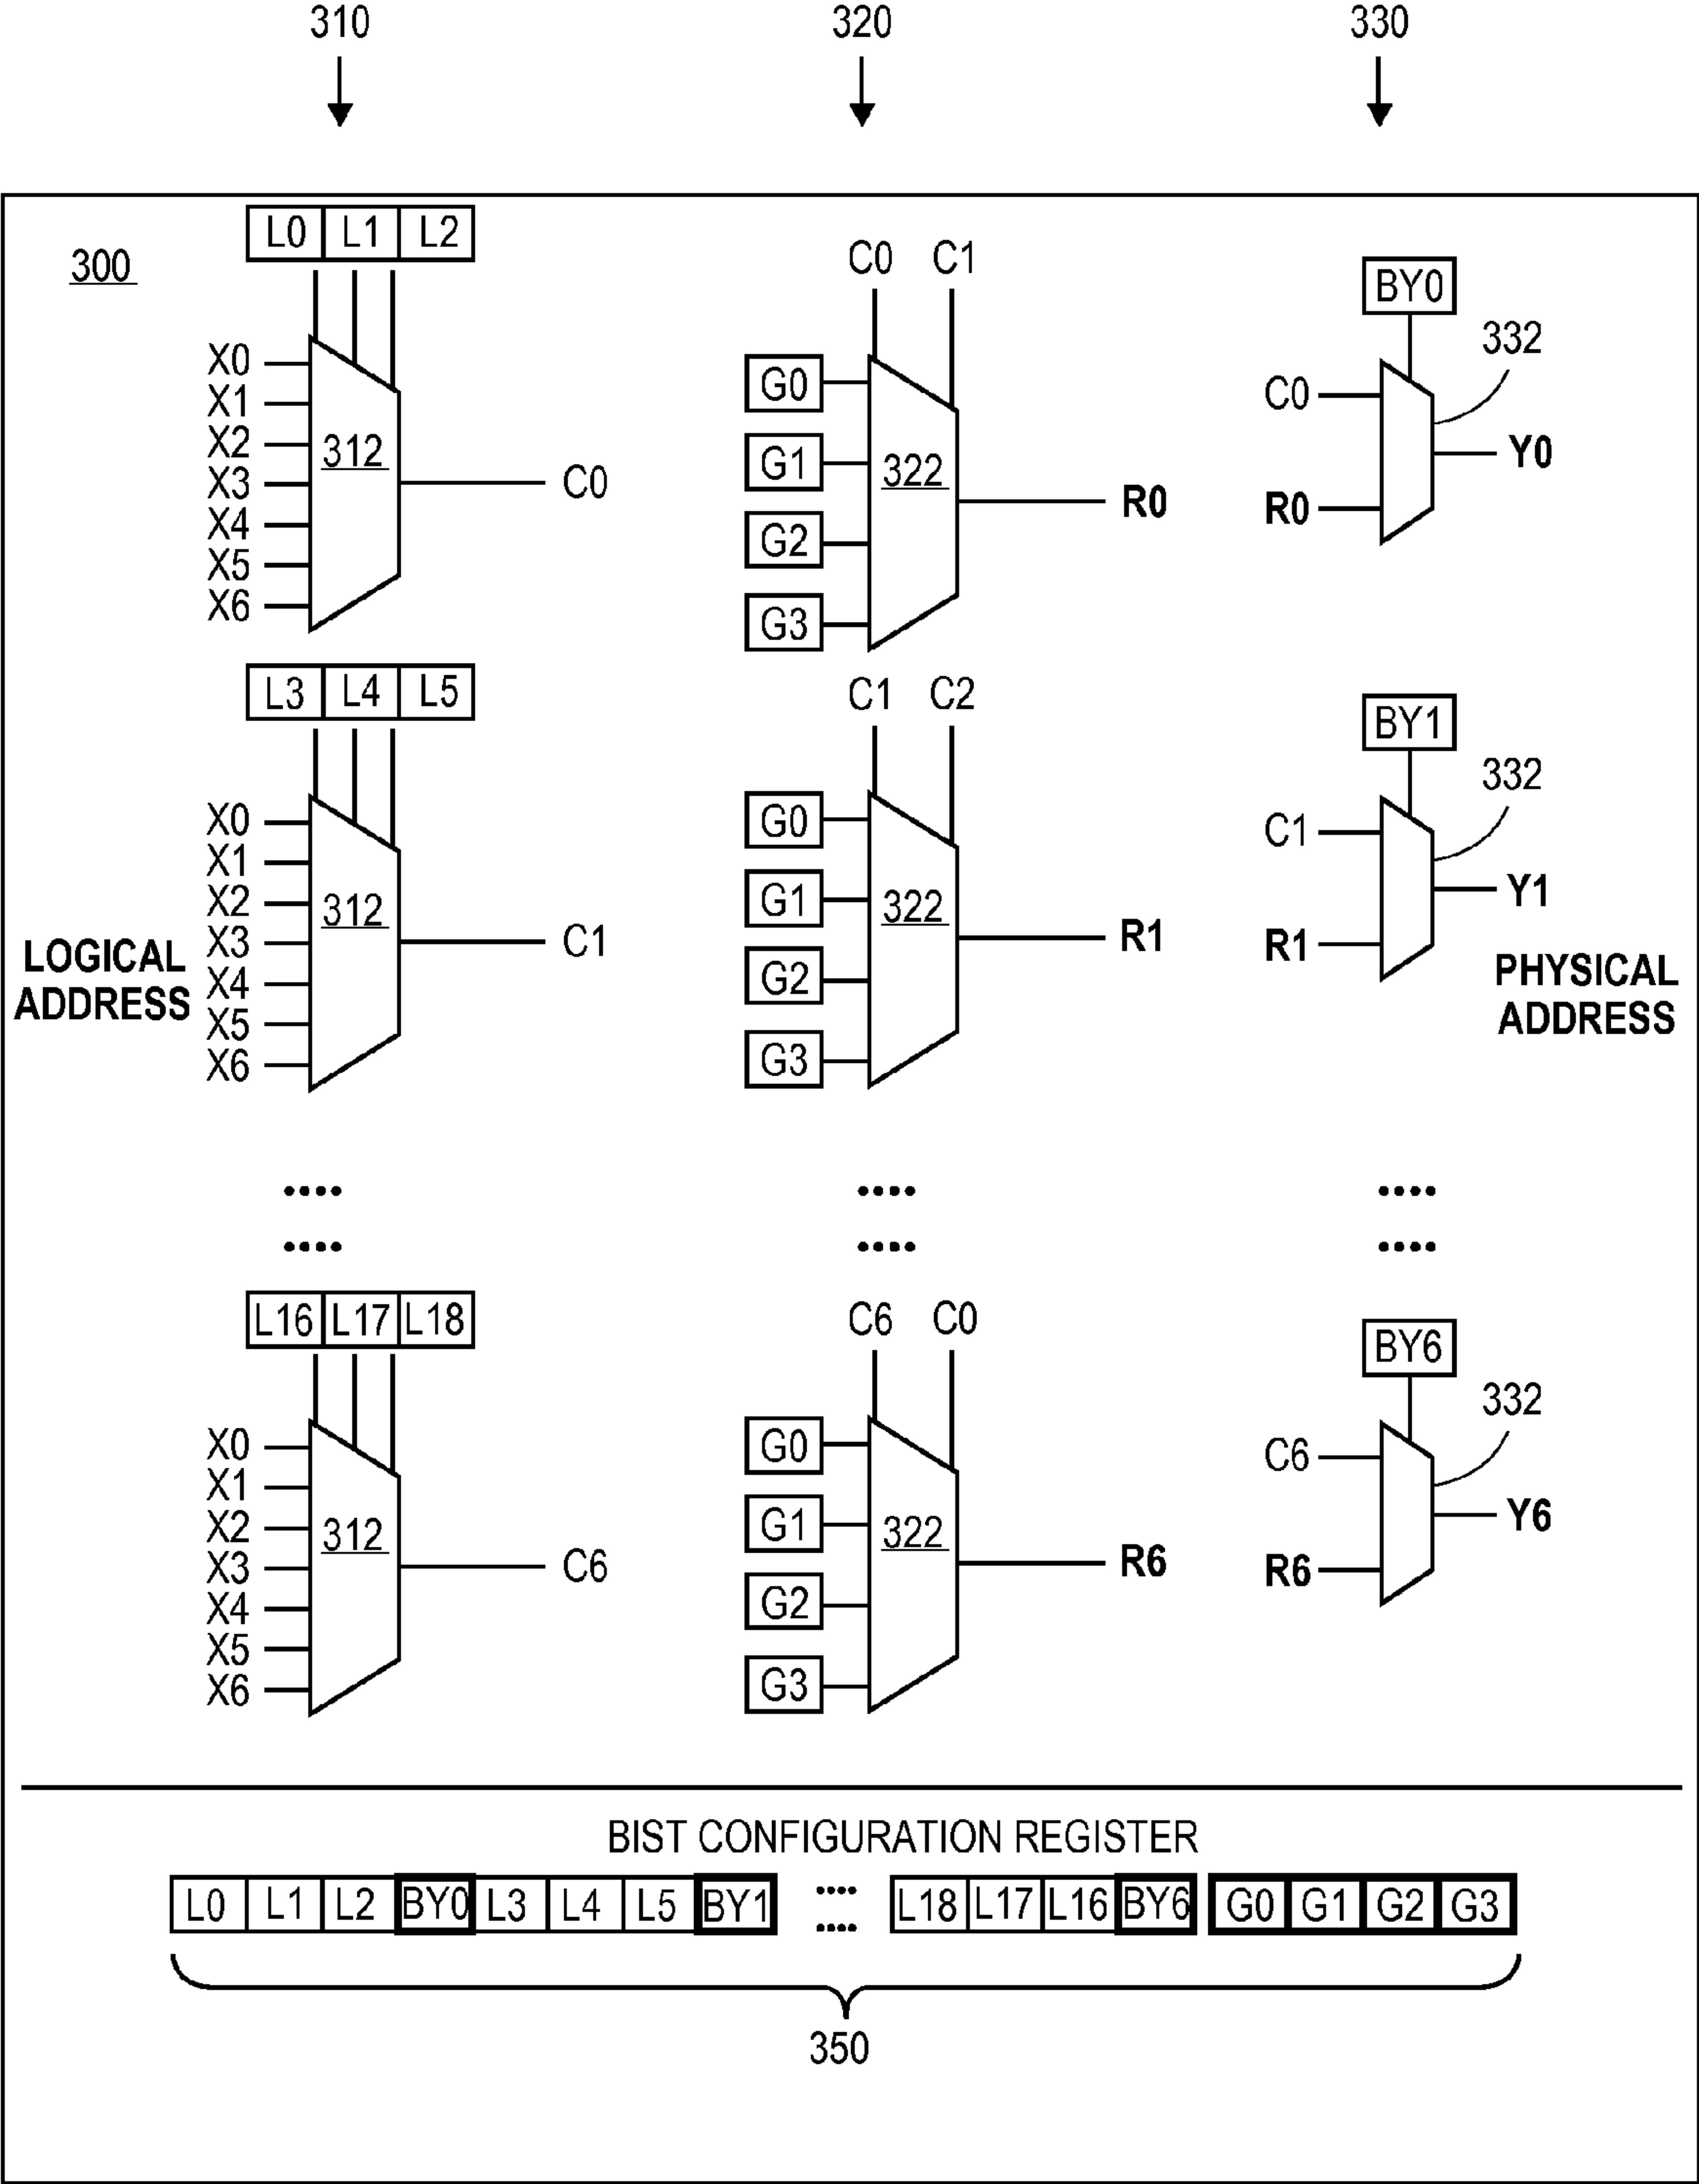 310 320 330
300
L0 L1 L2
X0
X1
X2
X3
X4
X5
X6
312
C0
C0 C1
G0
G1
G2
G3
322
R0
BY0
332
C0
R0
Y0
LOGICAL
ADDRESS
L3 L4 L5
X0
X1
X2
X3
X4
X5
X6
312
C1
C1 C2
G0
G1
G2
G3
322
R1
BY1
332
C1
R1
Y1
PHYSICAL
ADDRESS
L16 L17 L18
X0
X1
X2
X3
X4
X5
X6
312
C6
C6 C0
G0
G1
G2
G3
322
R6
BY6
332
C6
R6
Y6
BIST CONFIGURATION REGISTER
L0 L1 L2 BY0 L3 L4 L5 BY1 .... L18 L17 L16 BY6 G0 G1 G2 G3
350